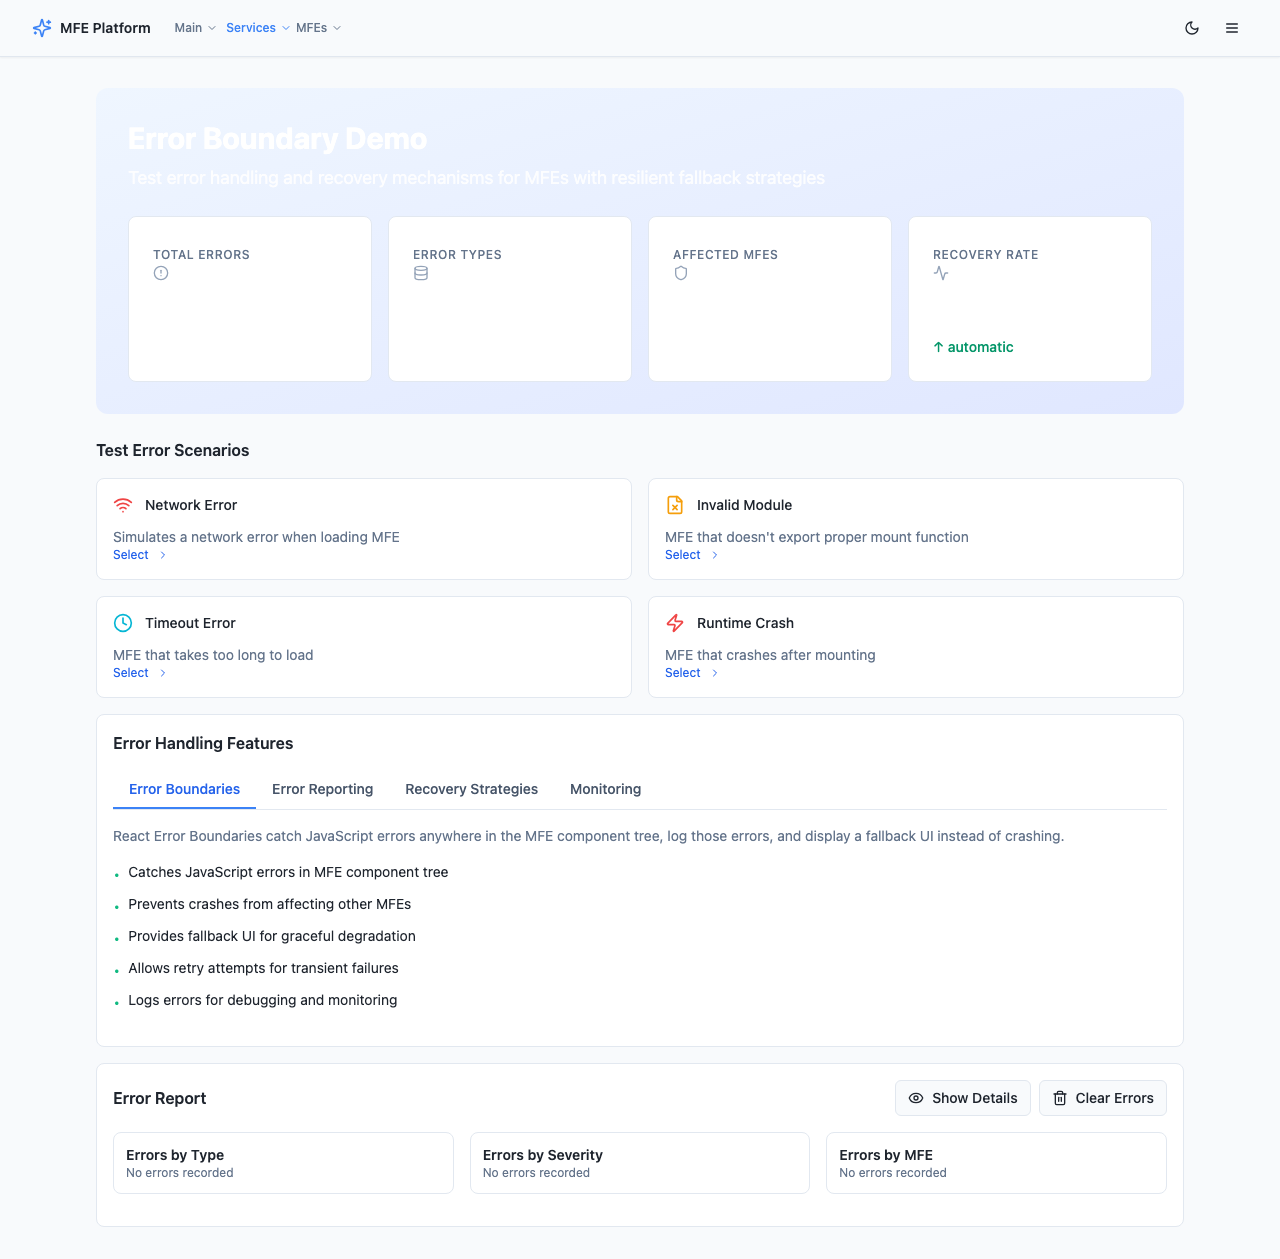 MFE Platform
Main
Services
MFEs
Error Boundary Demo
Test error handling and recovery mechanisms for MFEs with resilient fallback strategies
TOTAL ERRORS
ERROR TYPES
AFFECTED MFES
RECOVERY RATE
↑ automatic
Test Error Scenarios
Network Error
Simulates a network error when loading MFE
Select
Invalid Module
MFE that doesn't export proper mount function
Select
Timeout Error
MFE that takes too long to load
Select
Runtime Crash
MFE that crashes after mounting
Select
Error Handling Features
Error Boundaries
Error Reporting
Recovery Strategies
Monitoring
React Error Boundaries catch JavaScript errors anywhere in the MFE component tree, log those errors, and display a fallback UI instead of crashing.
• Catches JavaScript errors in MFE component tree
• Prevents crashes from affecting other MFEs
• Provides fallback UI for graceful degradation
• Allows retry attempts for transient failures
• Logs errors for debugging and monitoring
Error Report
Show Details
Clear Errors
Errors by Type
No errors recorded
Errors by Severity
No errors recorded
Errors by MFE
No errors recorded